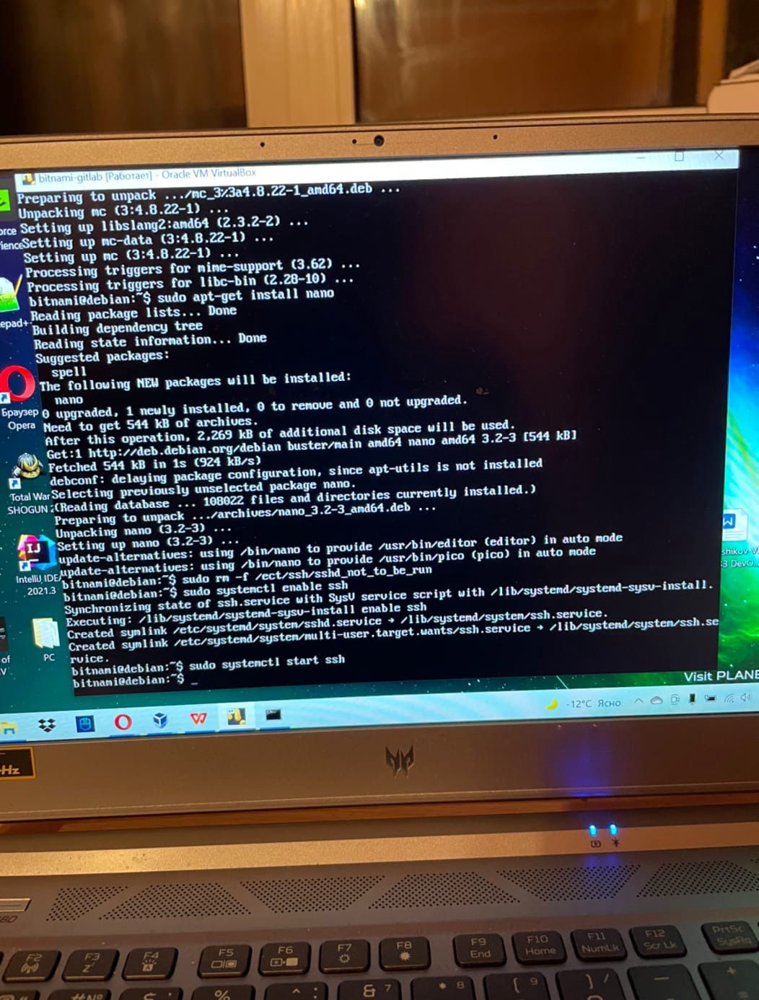 bitnami-gitlab [Работает] - Oracle VM VirtualBox
Preparing to unpack .../mc_3%3a4.8.22-1_amd64.deb ...
Unpacking mc (3:4.8.22-1) ...
Setting up libslang2:amd64 (2.3.2-2) ...
Setting up mc-data (3:4.8.22-1) ...
Setting up mc (3:4.8.22-1) ...
Processing triggers for mime-support (3.62) ...
Processing triggers for libc-bin (2.28-10) ...
bitnami@debian:~$ sudo apt-get install nano
Reading package lists... Done
Building dependency tree
Reading state information... Done
Suggested packages:
spell
The following NEW packages will be installed:
nano
0 upgraded, 1 newly installed, 0 to remove and 0 not upgraded.
Need to get 544 kB of archives.
After this operation, 2,269 kB of additional disk space will be used.
Get:1 http://deb.debian.org/debian buster/main amd64 nano amd64 3.2-3 [544 kB]
Fetched 544 kB in 1s (924 kB/s)
debconf: delaying package configuration, since apt-utils is not installed
Selecting previously unselected package nano.
(Reading database ... 108022 files and directories currently installed.)
Preparing to unpack .../archives/nano_3.2-3_amd64.deb ...
Unpacking nano (3.2-3) ...
Setting up nano (3.2-3) ...
update-alternatives: using /bin/nano to provide /usr/bin/editor (editor) in auto mode
update-alternatives: using /bin/nano to provide /usr/bin/pico (pico) in auto mode
bitnami@debian:~$ sudo rm -f /ect/ssh/sshd_not_to_be_run
bitnami@debian:~$ sudo systemctl enable ssh
Synchronizing state of ssh.service with SysV service script with /lib/systemd/systemd-sysv-install.
Executing: /lib/systemd/systemd-sysv-install enable ssh
Created symlink /etc/systemd/system/sshd.service → /lib/systemd/system/ssh.service.
Created symlink /etc/systemd/system/multi-user.target.wants/ssh.service → /lib/systemd/system/ssh.se
rvice.
bitnami@debian:~$ sudo systemctl start ssh
bitnami@debian:~$ _
orce
rience
epad+
Браузер
Opera
Total War
SHOGUN 2
IJ
IntelliJ IDEA
2021.3
of
V
PC
W
shikov-V
3 DevO...
Visit PLANE
-12°C Ясно
Hz
F2
F3
F4
F5
F6
F7
F8
F9
End
F10
Home
F11
NumLk
F12
Scr Lk
PrtSc
SysRq
%
^ :
& 7
* 8
( 9
) /